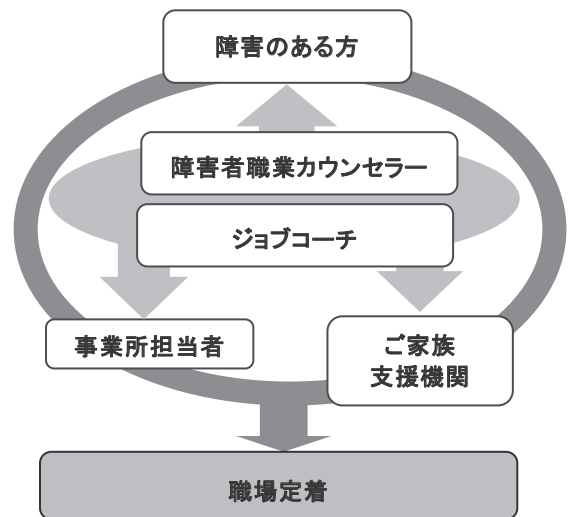 障害のある方
障害者職業カウンセラー
ジョブコーチ
事業所担当者
ご家族
支援機関
職場定着